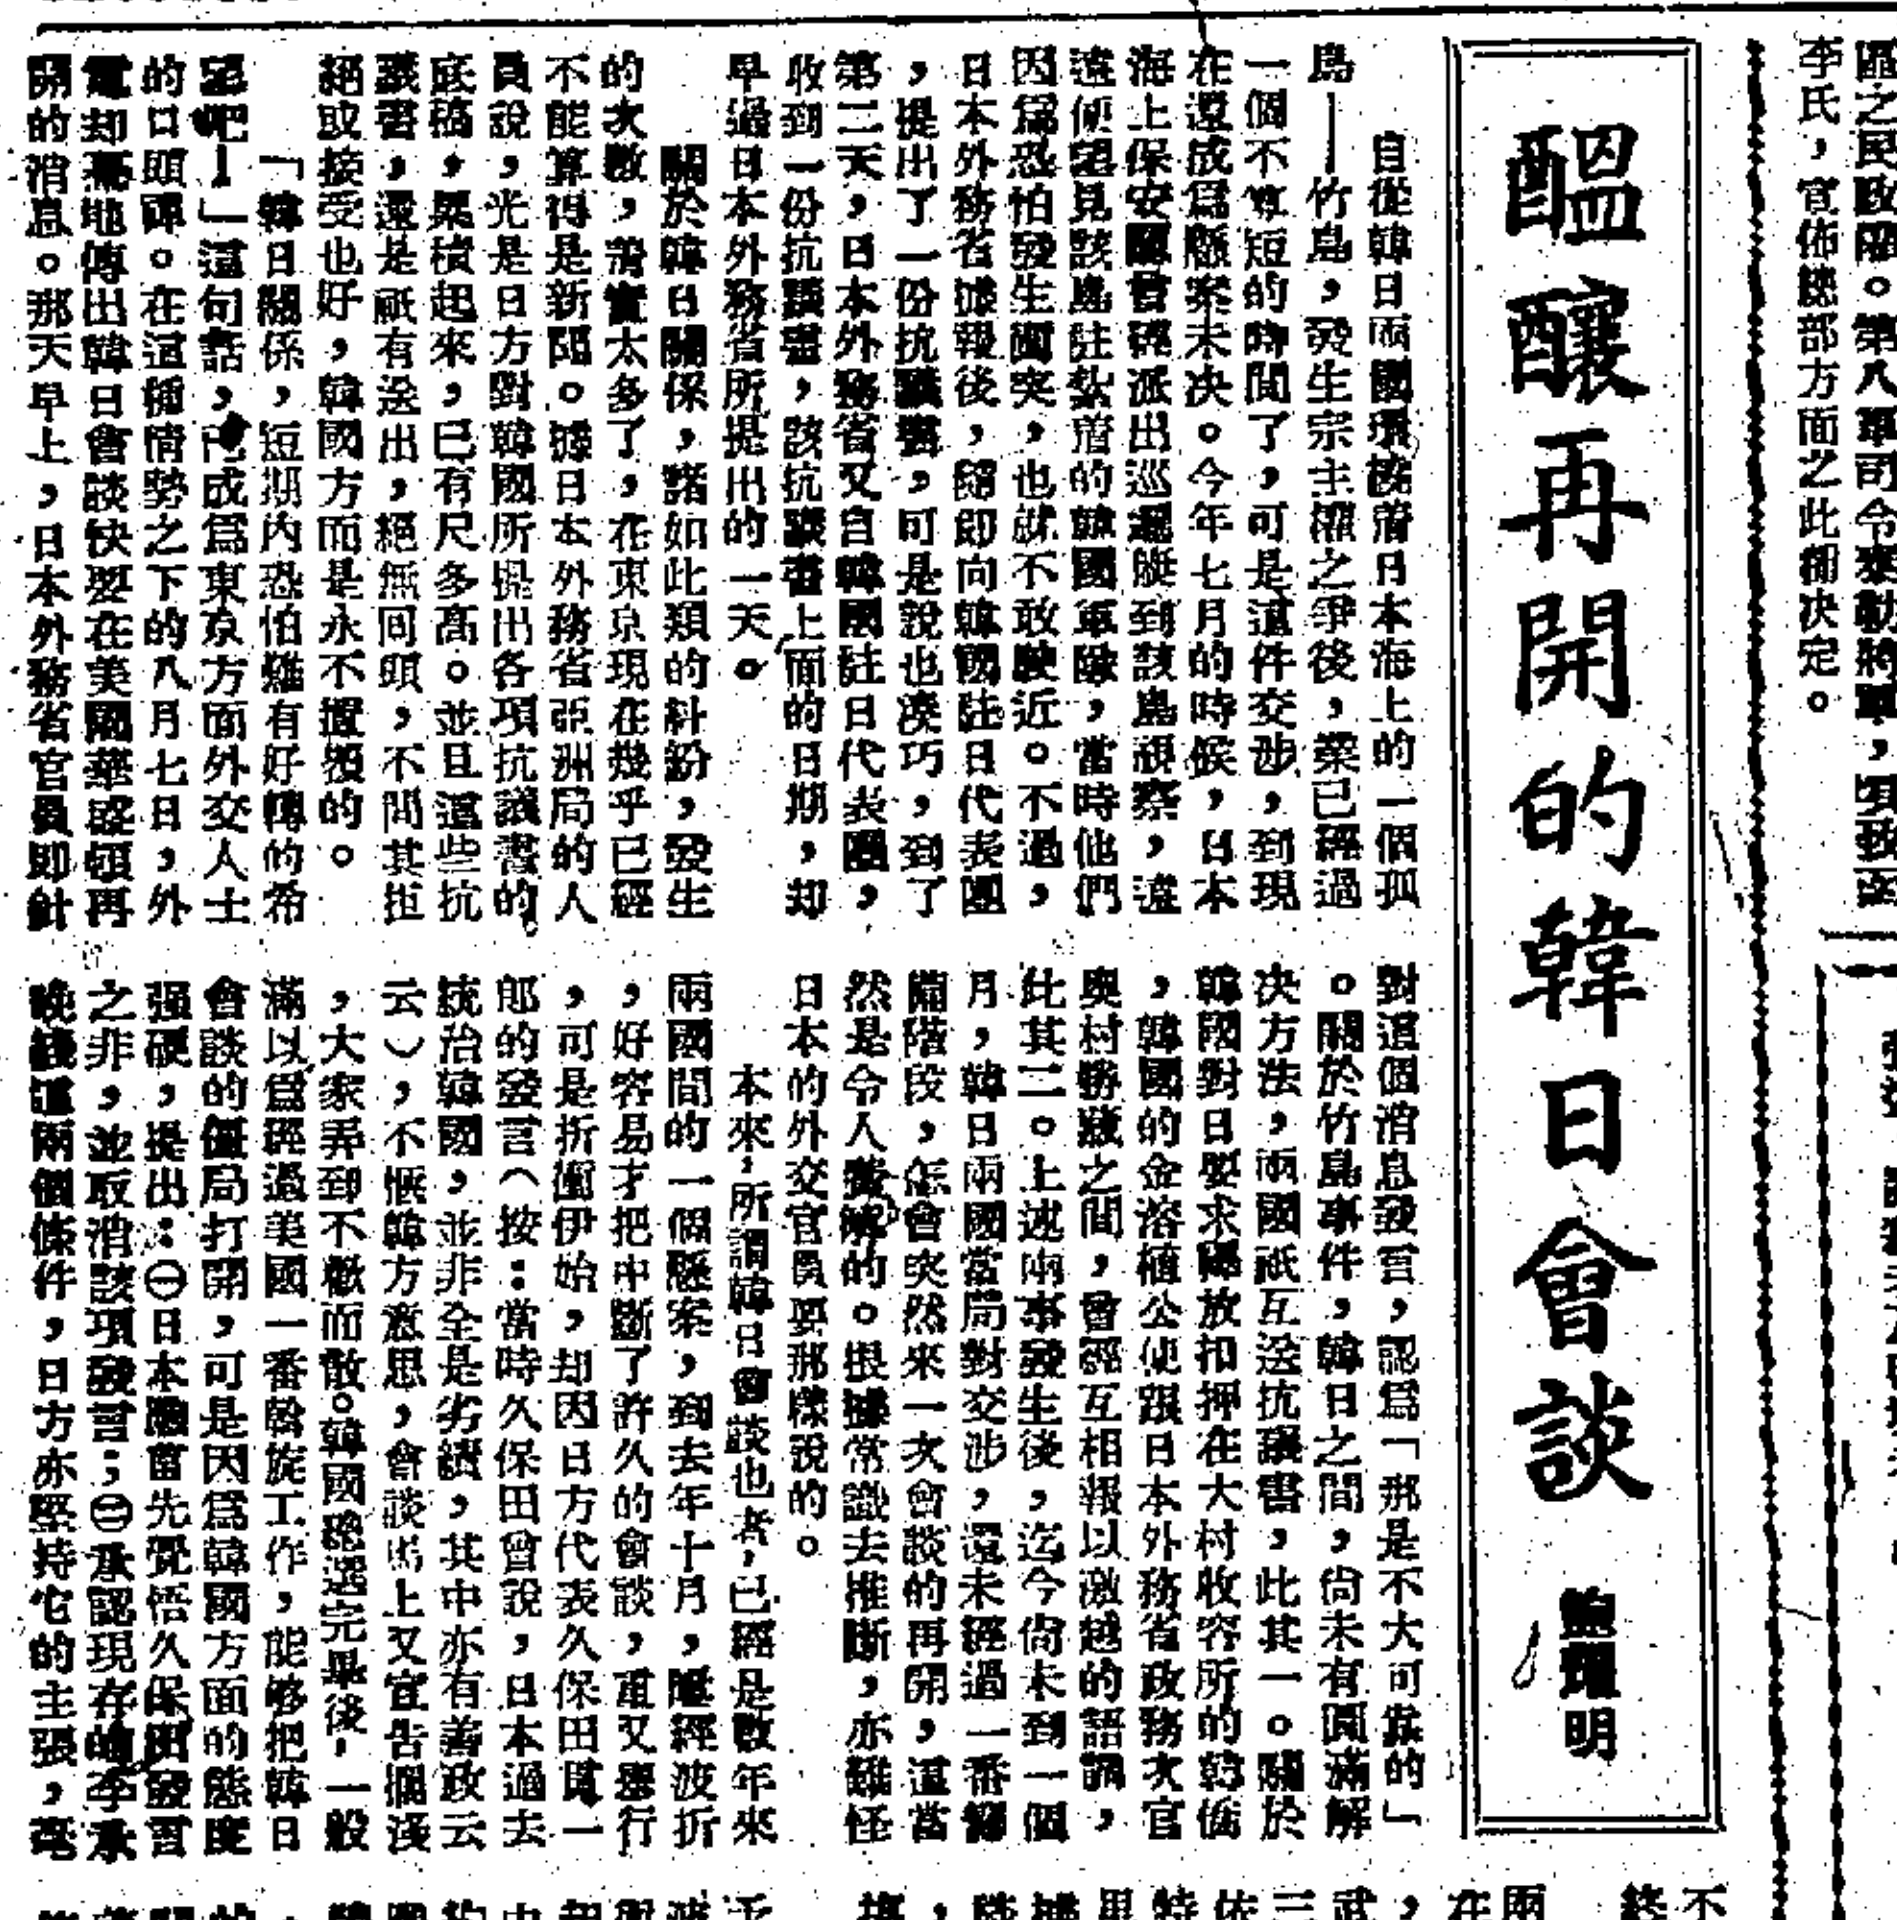 李氏，宣佈總部方面之此種决定。
醞釀再開的韓日會談
鮑耀明
自從韓日兩國環接着日本海上的一個孤
島——竹島，發生宗主權之爭後，業已經過
一個不算短的時間了，可是這件交涉，到現
在還成爲懸案未决。今年七月的時候，日本
海上保安廳曾經派出巡邏艇到該島視察，遠
遠便望見該島駐紮着的韓國軍隊，當時他們
因爲恐怕發生衝突，也就不敢駛近。不過，
日本外務省據報後，即向韓國駐日代表團
，提出了一份抗議書，可是說也湊巧，到了
第二天，日本外務省又自韓國註日代表團，
收到一份抗議書，該抗議書上面的日期，却
早過日本外務省所提出的一天。
關於韓日關係，諸如此類的糾紛，發生
的次數，着實太多了，在東京現在幾乎已經
不能算得是新聞。據日本外務省亞洲局的人
員說，光是日方對韓國所提出各項抗議書的
底稿，累積起來，已有尺多高。並且這些抗
議書，還是祇有送出，絕無回頭，不問其拒
絕或接受也好，韓國方面是永不置覆的。
「韓日關係，短期內恐怕難有好轉的希
望吧！」這句話，已成爲東京方面外交人士
的口頭禪。在這種情勢之下的八月七日，外
電却驀地傳出韓日會談快要在美國華盛頓再
開的消息。那天早上，日本外務省官員即針
對這個消息發言，認爲「那是不大可靠的」
。關於竹島事件，韓日之間，尙未有圓滿解
决方法，兩國祇互送抗議書，此其一。關於
韓國對日要求釋放扣押在大村收容所的韓僑
，韓國的金溶植公使跟日本外務省政務次官
奧村勝藏之間，曾經互相報以激越的語調，
此其二。上述兩事發生後，迄今尙未到一個
月，韓日兩國當局對交涉，還未經過一番醞
釀階段，怎會突然來一次會談的再開，這當
然是令人費解的。根據常識去推斷，亦難怪
日本的外交官員要那樣說的。
本來，所謂韓日會談也者，已經是數年來
兩國間的一個懸案，到去年十月，曾經波折
，好容易才把中斷了許久的會談，重又舉行
，可是折衝伊始，却因日方代表久保田貫一
郎的發言（按：當時久保田曾說，日本過去
統治韓國，並非全是劣績，其中亦有善政云
云），不愜韓方意思，會談馬上又宣告擱淺
，大家弄到不歡而散。韓國總選完畢後，一般
滿以爲經過美國一番斡旋工作，能够把韓日
會談的僵局打開，可是因爲韓國方面的態度
强硬，提出：㊀日本應當先覺悟久保田發言
之非，並取消該項發言；㊁承認現存的李承
晚綫這兩個條件，日方亦堅持它的主張，毫